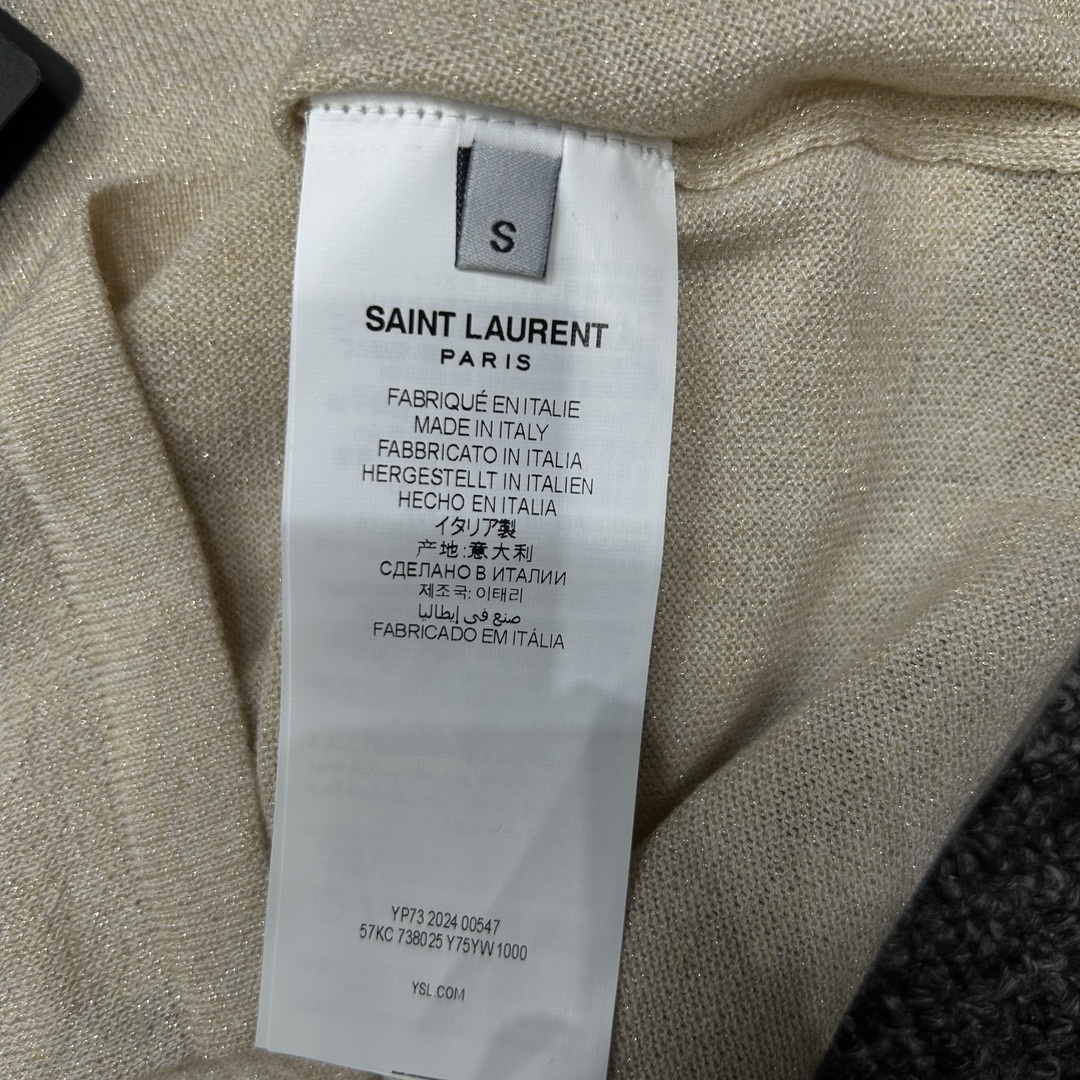 S
SAINT LAURENT
PARIS
FABRIQUÉ EN ITALIE
MADE IN ITALY
FABBRICATO IN ITALIA
HERGESTELLT IN ITALIEN
HECHO EN ITALIA
イタリア製
产地:意大利
СДЕЛАНО В ИТАЛИИ
제조국: 이태리
صنع في إيطاليا
FABRICADO EM ITÁLIA
YP73 2024 00547
57KC 738025 Y75YW 1000
YSL.COM